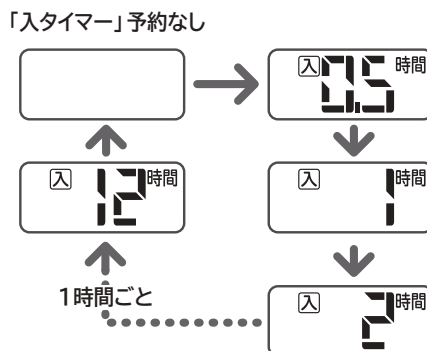 「入タイマー」予約なし
入 0.5 時間
入 12 時間
入 1 時間
1時間ごと
入 2 時間